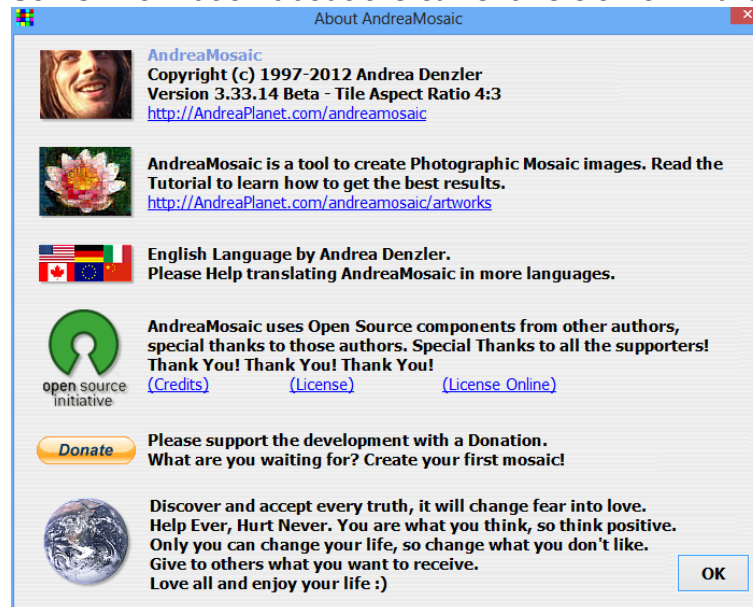 About AndreaMosaic
AndreaMosaic
Copyright (c) 1997-2012 Andrea Denzler
Version 3.33.14 Beta - Tile Aspect Ratio 4:3
http://AndreaPlanet.com/andreamosaic
AndreaMosaic is a tool to create Photographic Mosaic images. Read the
Tutorial to learn how to get the best results.
http://AndreaPlanet.com/andreamosaic/artworks
English Language by Andrea Denzler.
Please Help translating AndreaMosaic in more languages.
AndreaMosaic uses Open Source components from other authors,
special thanks to those authors. Special Thanks to all the supporters!
Thank You! Thank You! Thank You!
open source
initiative
(Credits) (License) (License Online)
Donate
Please support the development with a Donation.
What are you waiting for? Create your first mosaic!
Discover and accept every truth, it will change fear into love.
Help Ever, Hurt Never. You are what you think, so think positive.
Only you can change your life, so change what you don't like.
Give to others what you want to receive.
Love all and enjoy your life :)
OK